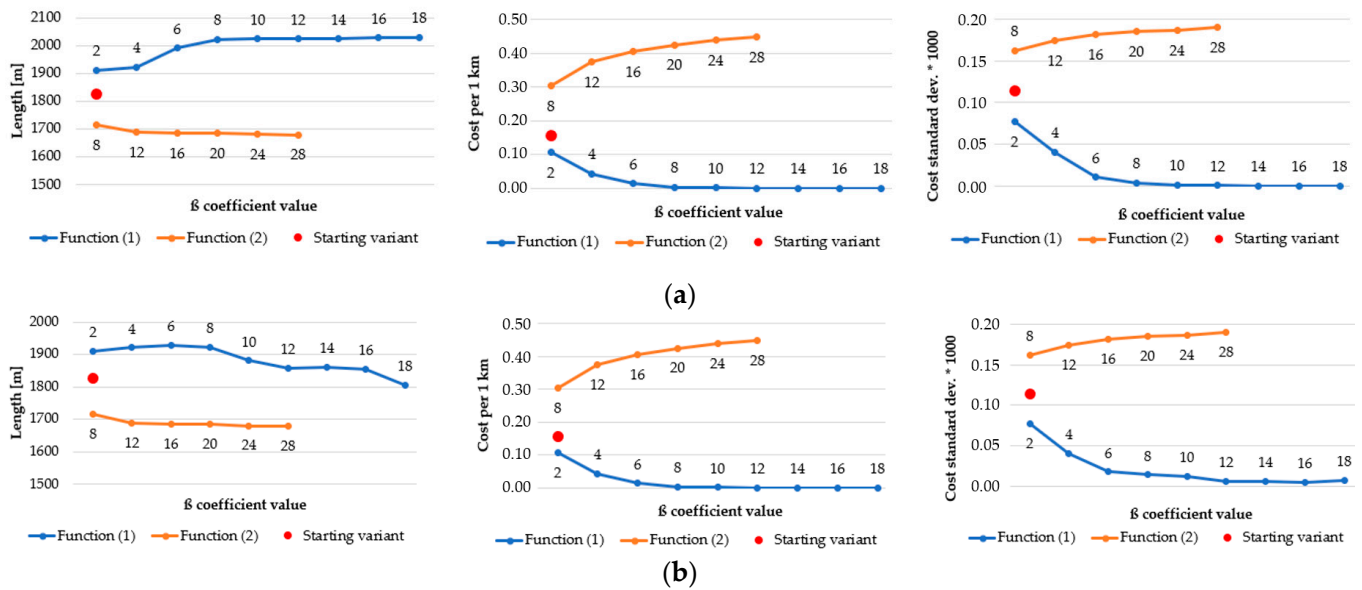 2100
2000
1900
1800
1700
1600
1500
Length [m]
2 4 6 8 10 12 14 16 18
8 12 16 20 24 28
ß coefficient value
Function (1) Function (2) Starting variant
0.50
0.40
0.30
0.20
0.10
0.00
Cost per 1 km
8 12 16 20 24 28
2 4 6 8 10 12 14 16 18
ß coefficient value
Function (1) Function (2) Starting variant
0.20
0.15
0.10
0.05
0.00
Cost standard dev. * 1000
8 12 16 20 24 28
2 4 6 8 10 12 14 16 18
ß coefficient value
Function (1) Function (2) Starting variant
(a)
2000
1900
1800
1700
1600
1500
Length [m]
2 4 6 8 10 12 14 16 18
8 12 16 20 24 28
ß coefficient value
Function (1) Function (2) Starting variant
0.50
0.40
0.30
0.20
0.10
0.00
Cost per 1 km
8 12 16 20 24 28
2 4 6 8 10 12 14 16 18
ß coefficient value
Function (1) Function (2) Starting variant
0.20
0.15
0.10
0.05
0.00
Cost standard dev. * 1000
8 12 16 20 24 28
2 4 6 8 10 12 14 16 18
ß coefficient value
Function (1) Function (2) Starting variant
(b)